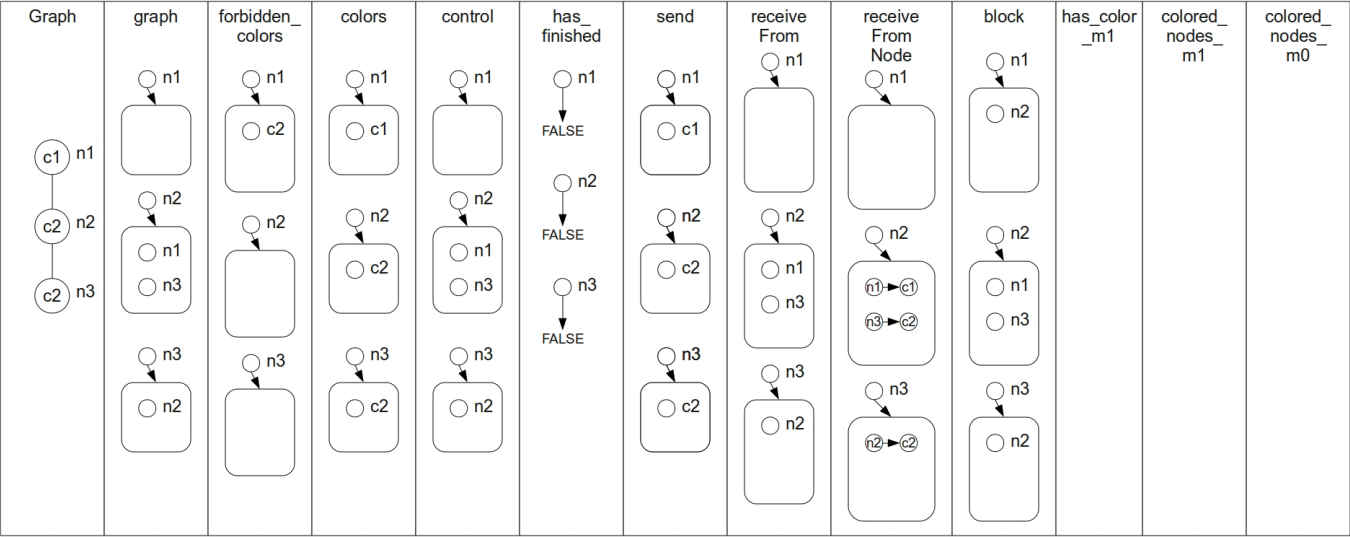 Graph
c1 n1
c2 n2
c2 n3
graph
n1
n2
n1
n3
n3
n2
forbidden_
colors
n1
c2
n2
n3
colors
n1
c1
n2
c2
n3
c2
control
n1
n2
n1
n3
n3
n2
has_
finished
n1
FALSE
n2
FALSE
n3
FALSE
send
n1
c1
n2
c2
n3
c2
receive
From
n1
n2
n1
n3
n3
n2
receive
From
Node
n1
n2
n1 c1
n3 c2
n3
n2 c2
block
n1
n2
n2
n1
n3
n3
n2
has_color
_m1
colored_
nodes_
m1
colored_
nodes_
m0